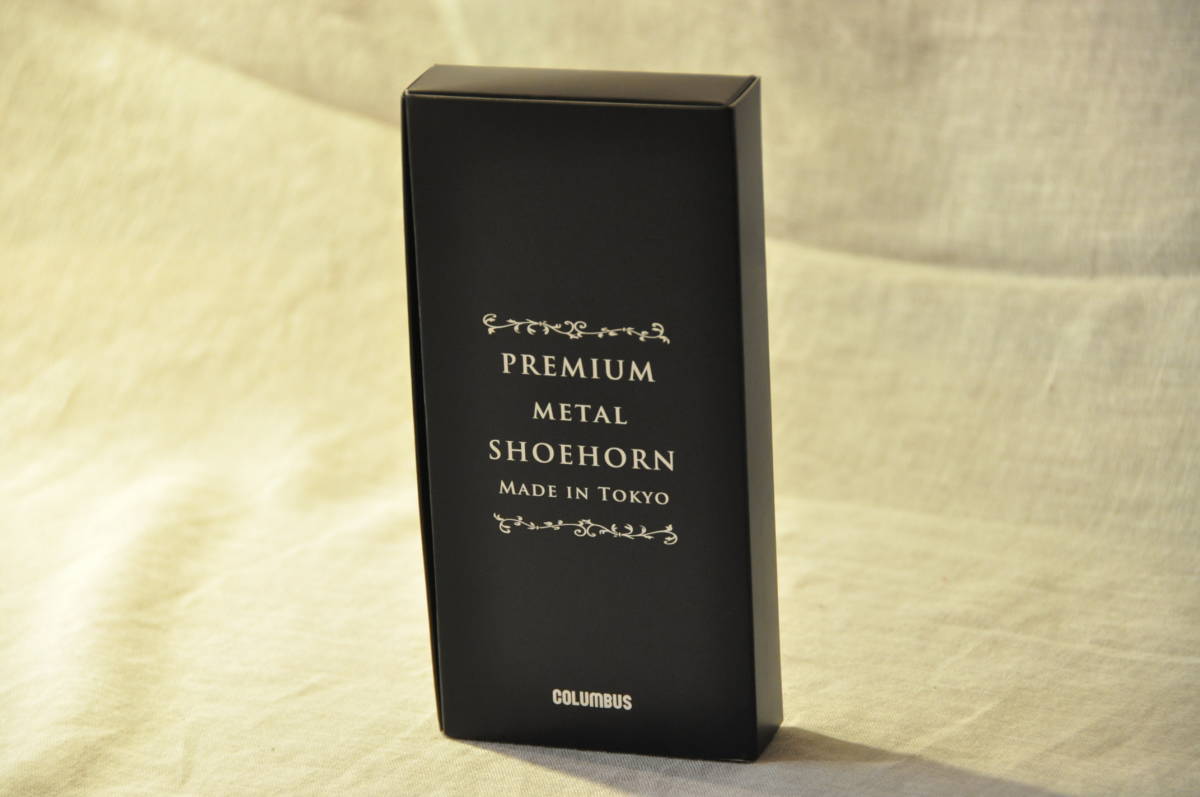 PREMIUM
METAL
SHOEHORN
MADE IN TOKYO
COLUMBUS